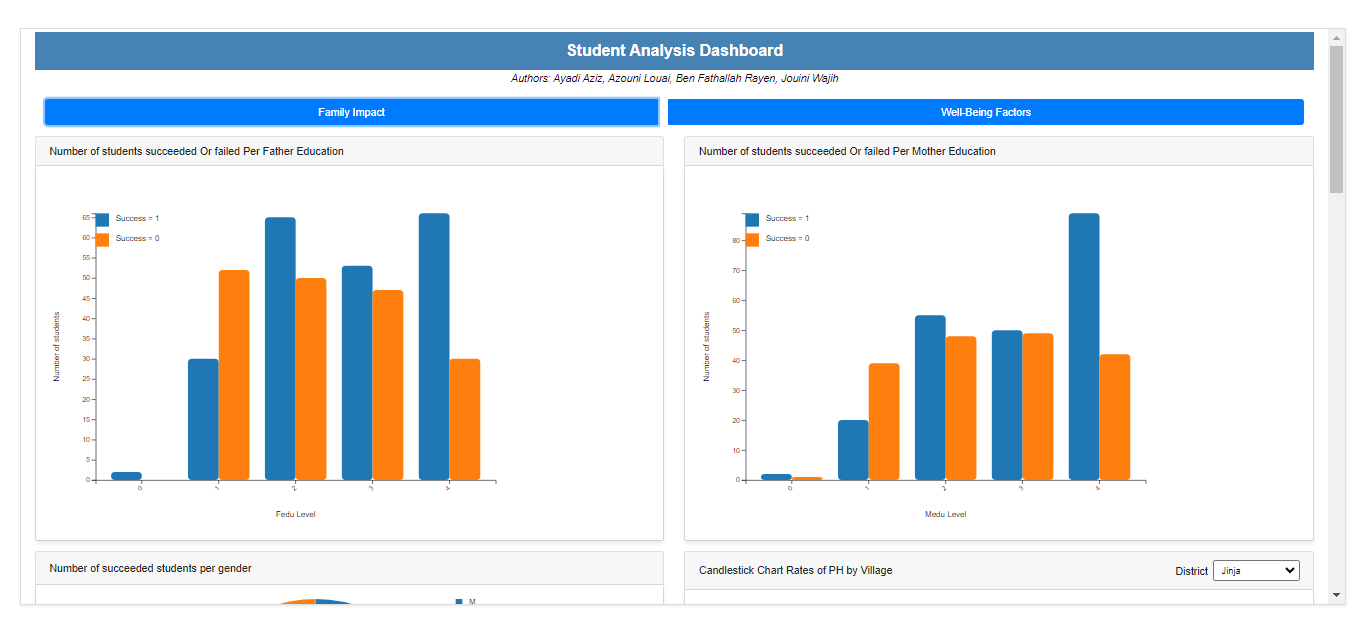 Student Analysis Dashboard
Authors: Ayadi Aziz, Azouni Louai, Ben Fathallah Rayen, Jouini Wajih
Family Impact
Well-Being Factors
Number of students succeeded Or failed Per Father Education
65
60
55
50
45
40
35
30
25
20
15
10
5
0
Number of students
Success = 1
Success = 0
0
1
2
3
4
Fedu Level
Number of students succeeded Or failed Per Mother Education
80
70
60
50
40
30
20
10
0
Number of students
Success = 1
Success = 0
0
1
2
3
4
Medu Level
Number of succeeded students per gender
M
Candlestick Chart Rates of PH by Village
District Jinja